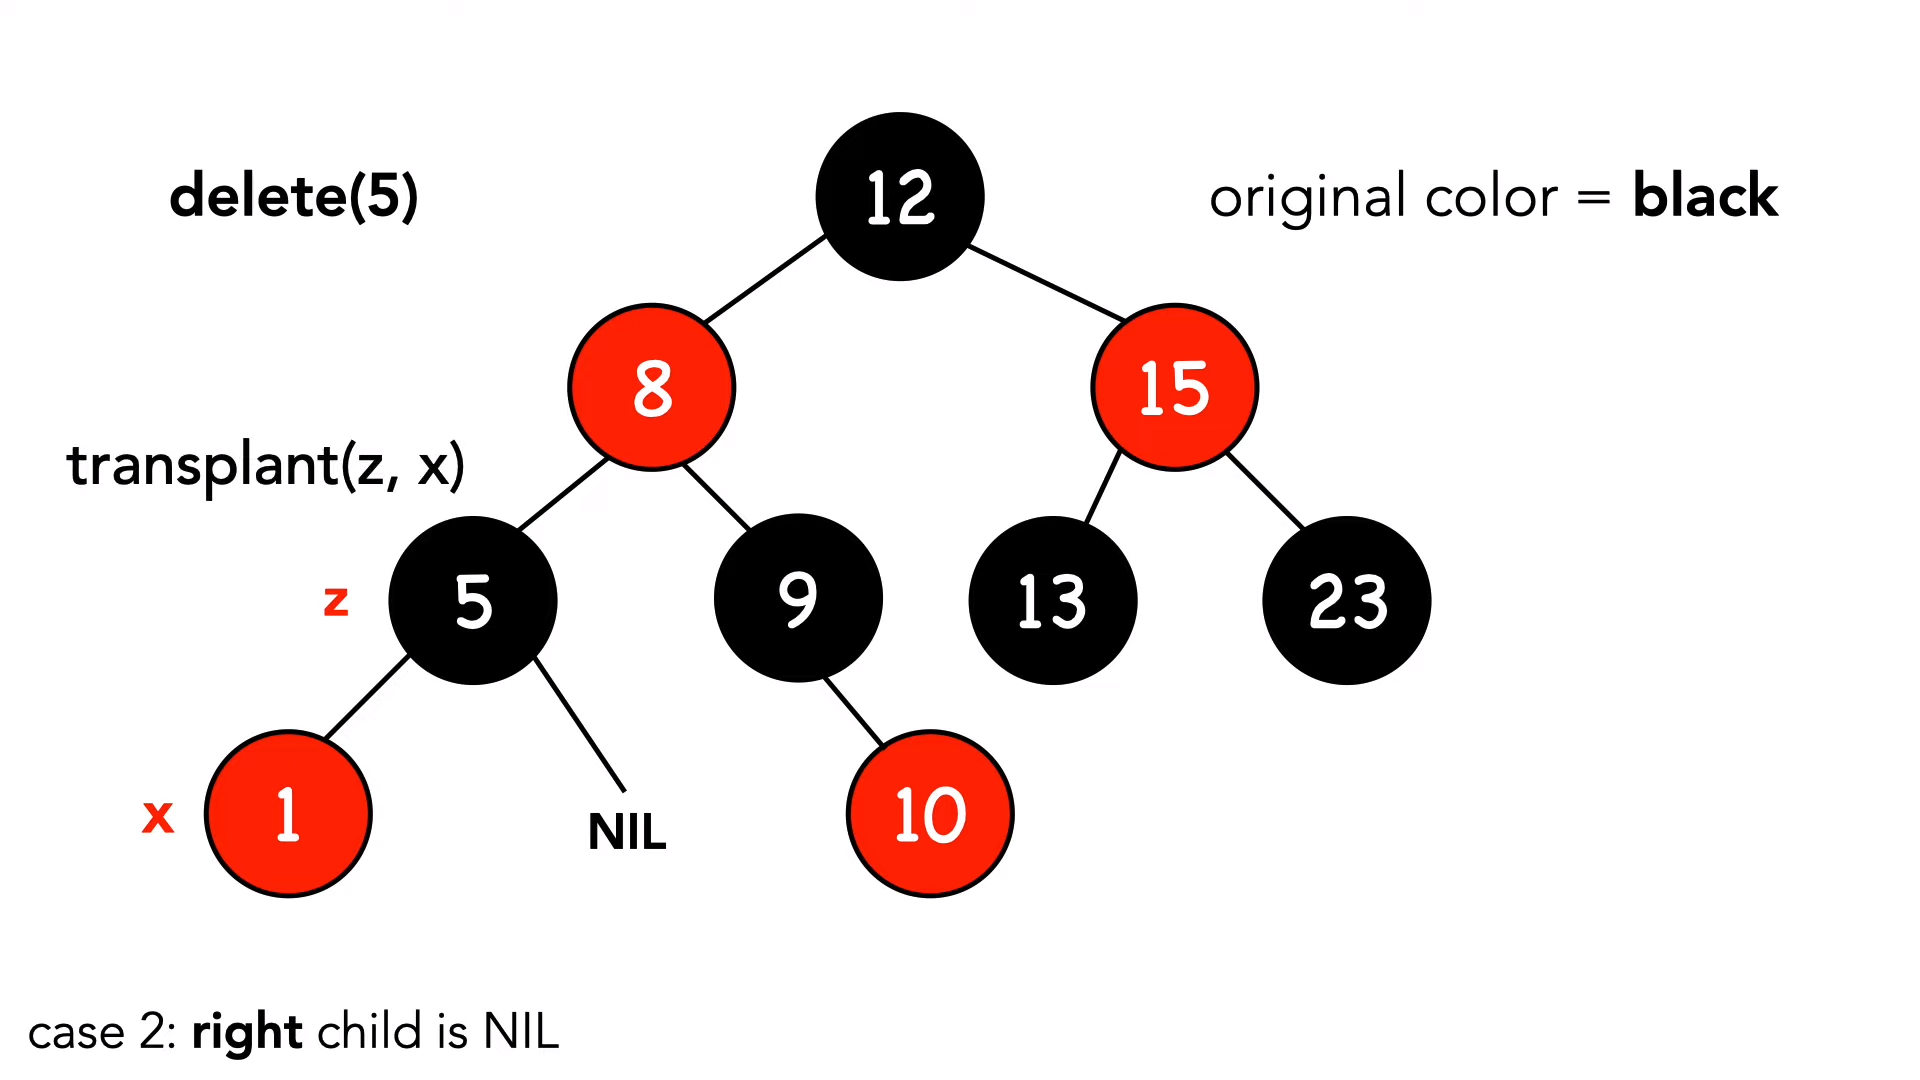 delete(5)
12
original color = black
8
15
transplant(z, x)
z
5
9
13
23
x
1
NIL
10
case 2: right child is NIL